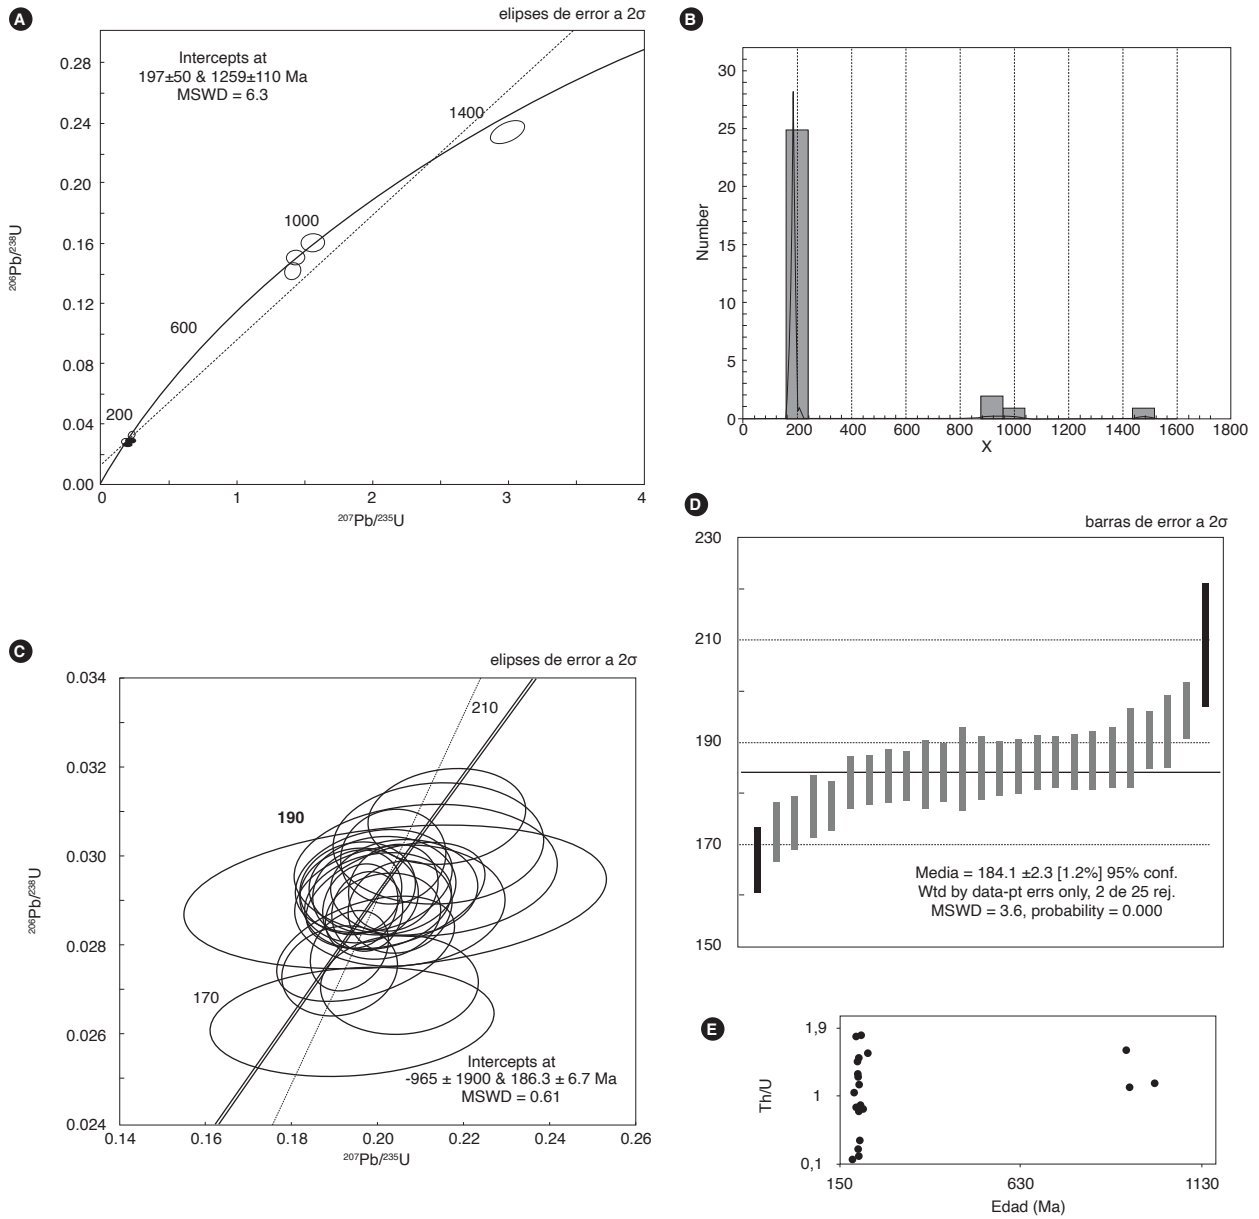 A
elipses de error a 2σ
Intercepts at
197±50 & 1259±110 Ma
MSWD = 6.3
0.28
0.24
0.20
0.16
0.12
0.08
0.04
0.00
200
600
1000
1400
0
1
2
3
4
206Pb/238U
207Pb/235U
B
Number
30
25
20
15
10
5
0
0
200
400
600
800
1000
1200
1400
1600
1800
X
C
elipses de error a 2σ
0.034
0.032
0.030
0.028
0.026
0.024
210
190
170
Intercepts at
-965 ± 1900 & 186.3 ± 6.7 Ma
MSWD = 0.61
0.14
0.16
0.18
0.20
0.22
0.24
0.26
206Pb/238U
207Pb/235U
D
barras de error a 2σ
230
210
190
170
150
Media = 184.1 ±2.3 [1.2%] 95% conf.
Wtd by data-pt errs only, 2 de 25 rej.
MSWD = 3.6, probability = 0.000
E
Th/U
1,9
1
0,1
150
630
1130
Edad (Ma)